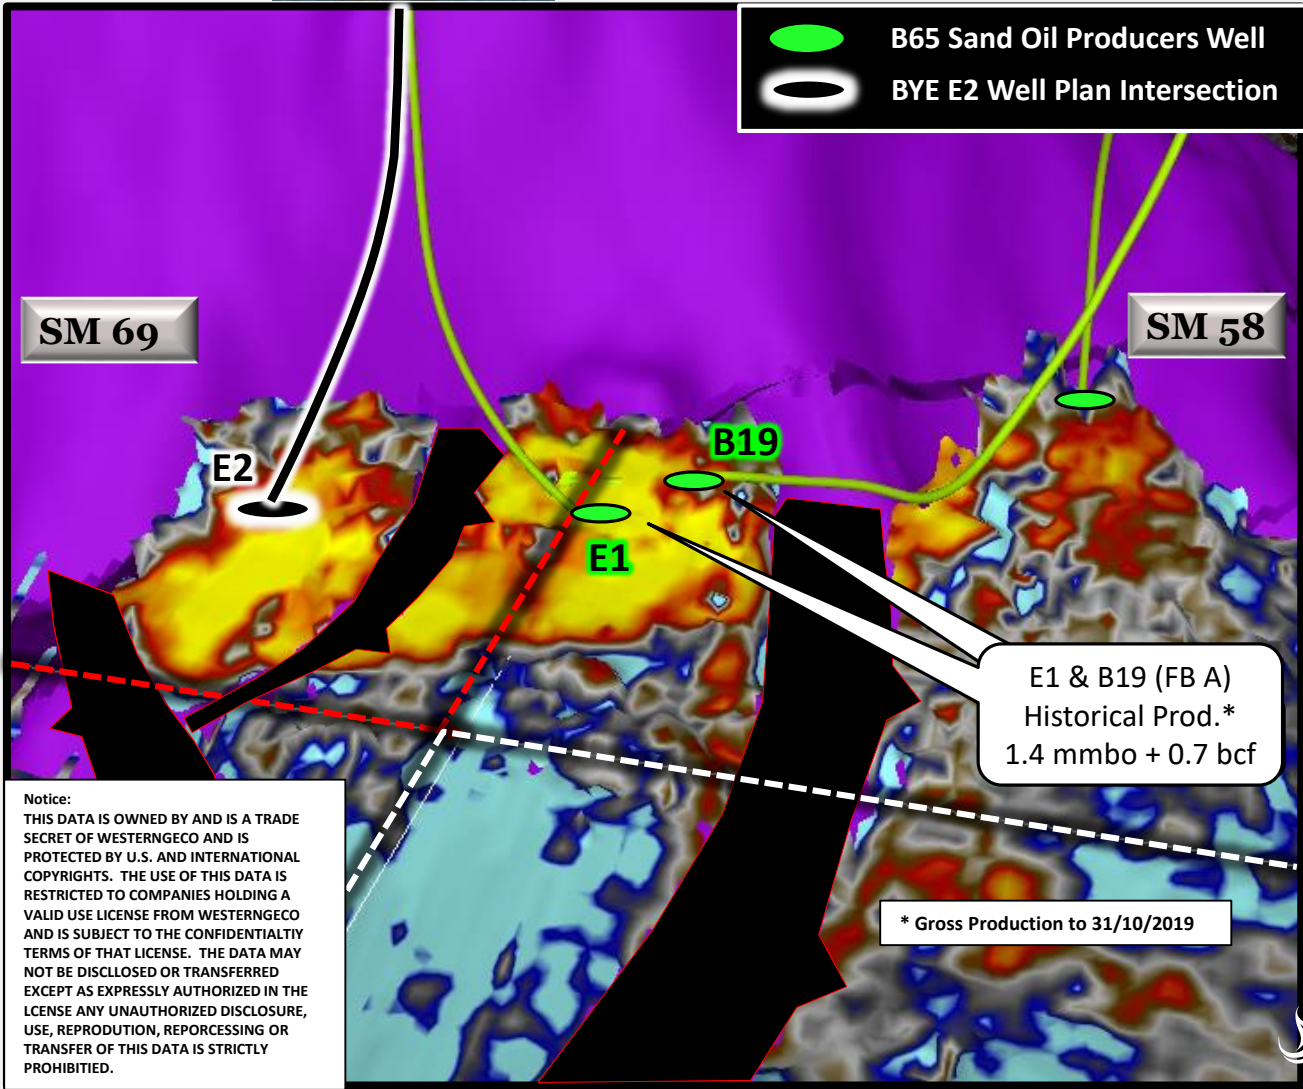 B65 Sand Oil Producers Well
BYE E2 Well Plan Intersection
SM 69
SM 58
E2
B19
E1
E1 & B19 (FB A)
Historical Prod.*
1.4 mmbo + 0.7 bcf
* Gross Production to 31/10/2019
Notice:
THIS DATA IS OWNED BY AND IS A TRADE
SECRET OF WESTERNGECO AND IS
PROTECTED BY U.S. AND INTERNATIONAL
COPYRIGHTS. THE USE OF THIS DATA IS
RESTRICTED TO COMPANIES HOLDING A
VALID USE LICENSE FROM WESTERNGECO
AND IS SUBJECT TO THE CONFIDENTIALTIY
TERMS OF THAT LICENSE. THE DATA MAY
NOT BE DISCLLOSED OR TRANSFERRED
EXCEPT AS EXPRESSLY AUTHORIZED IN THE
LCENSE ANY UNAUTHORIZED DISCLOSURE,
USE, REPRODUTION, REPORCESSING OR
TRANSFER OF THIS DATA IS STRICTLY
PROHIBITIED.